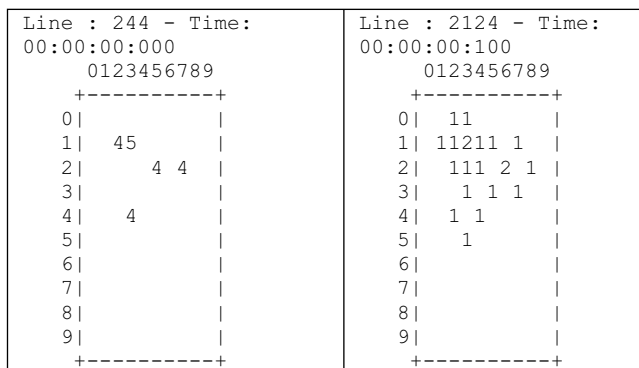 Line : 244 - Time:
00:00:00:000
     0123456789
    +----------+
   0|          |
   1|  45      |
   2|     4 4  |
   3|          |
   4|   4      |
   5|          |
   6|          |
   7|          |
   8|          |
   9|          |
    +----------+
Line : 2124 - Time:
00:00:00:100
     0123456789
    +----------+
   0| 11       |
   1|11211 1   |
   2| 111 2 1  |
   3|  1 1 1   |
   4| 1 1      |
   5|  1       |
   6|          |
   7|          |
   8|          |
   9|          |
    +----------+